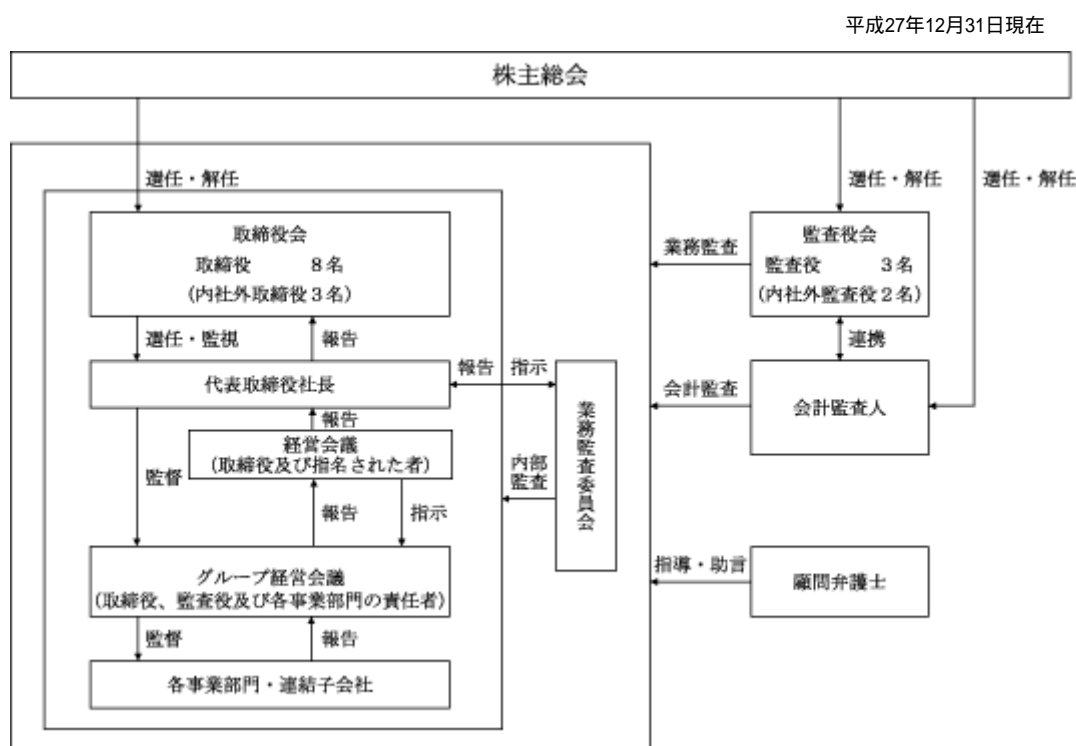 平成27年12月31日現在
株主総会
選任・解任
選任・解任
選任・解任
取締役会
取締役 8名
(内社外取締役3名)
監査役会
監査役 3名
(内社外監査役2名)
業務監査
選任・監視
報告
連携
代表取締役社長
報告
指示
会計監査
会計監査人
報告
経営会議
(取締役及び指名された者)
監督
内部
監査
業務監査委員会
報告
指示
指導・助言
顧問弁護士
グループ経営会議
(取締役、監査役及び各事業部門の責任者)
監督
報告
各事業部門・連結子会社